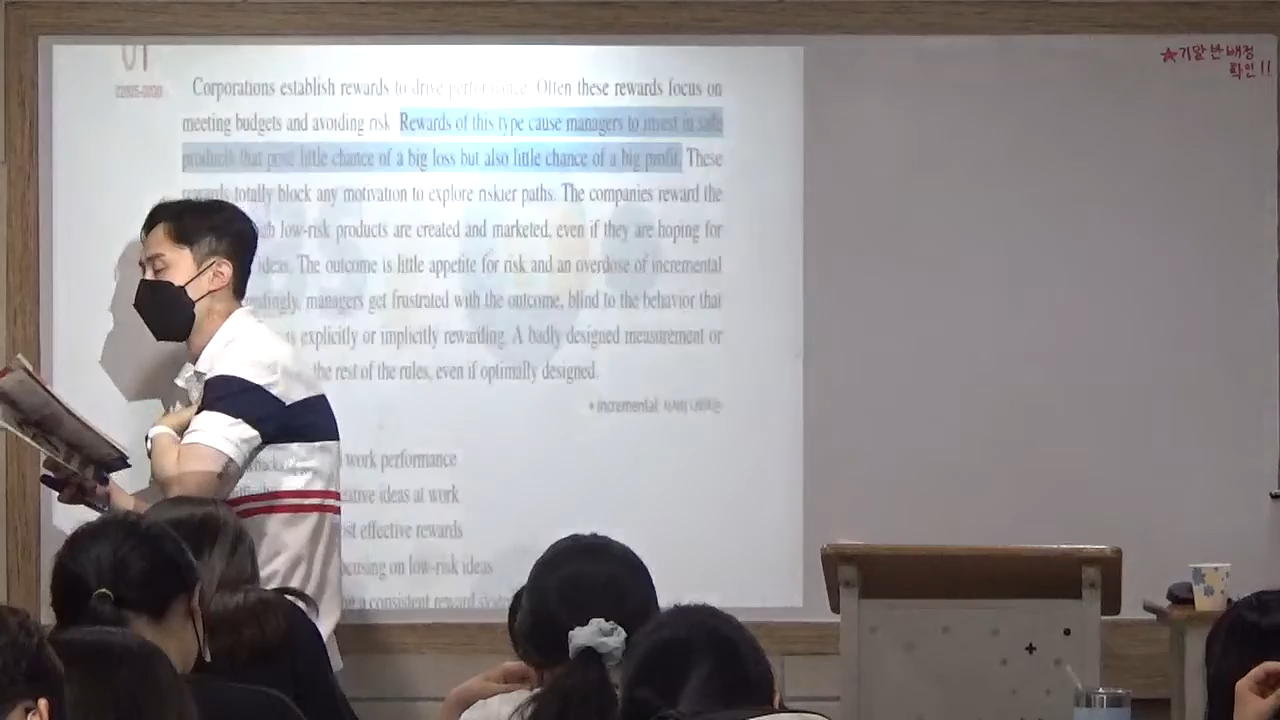 01
Corporations establish rewards to drive performance. Often these rewards focus on
meeting budgets and avoiding risk. Rewards of this type cause managers to invest in safe
products that pose little chance of a big loss but also little chance of a big profit. These
rewards totally block any motivation to explore riskier paths. The companies reward the
low-risk products are created and marketed, even if they are hoping for
ideas. The outcome is little appetite for risk and an overdose of incremental
managers get frustrated with the outcome, blind to the behavior that
explicitly or implicitly rewarding. A badly designed measurement or
the rest of the rules, even if optimally designed.
* incremental
work performance
ideas at work
effective rewards
focusing on low-risk ideas
a consistent reward
★기말 반 배정
확인!!